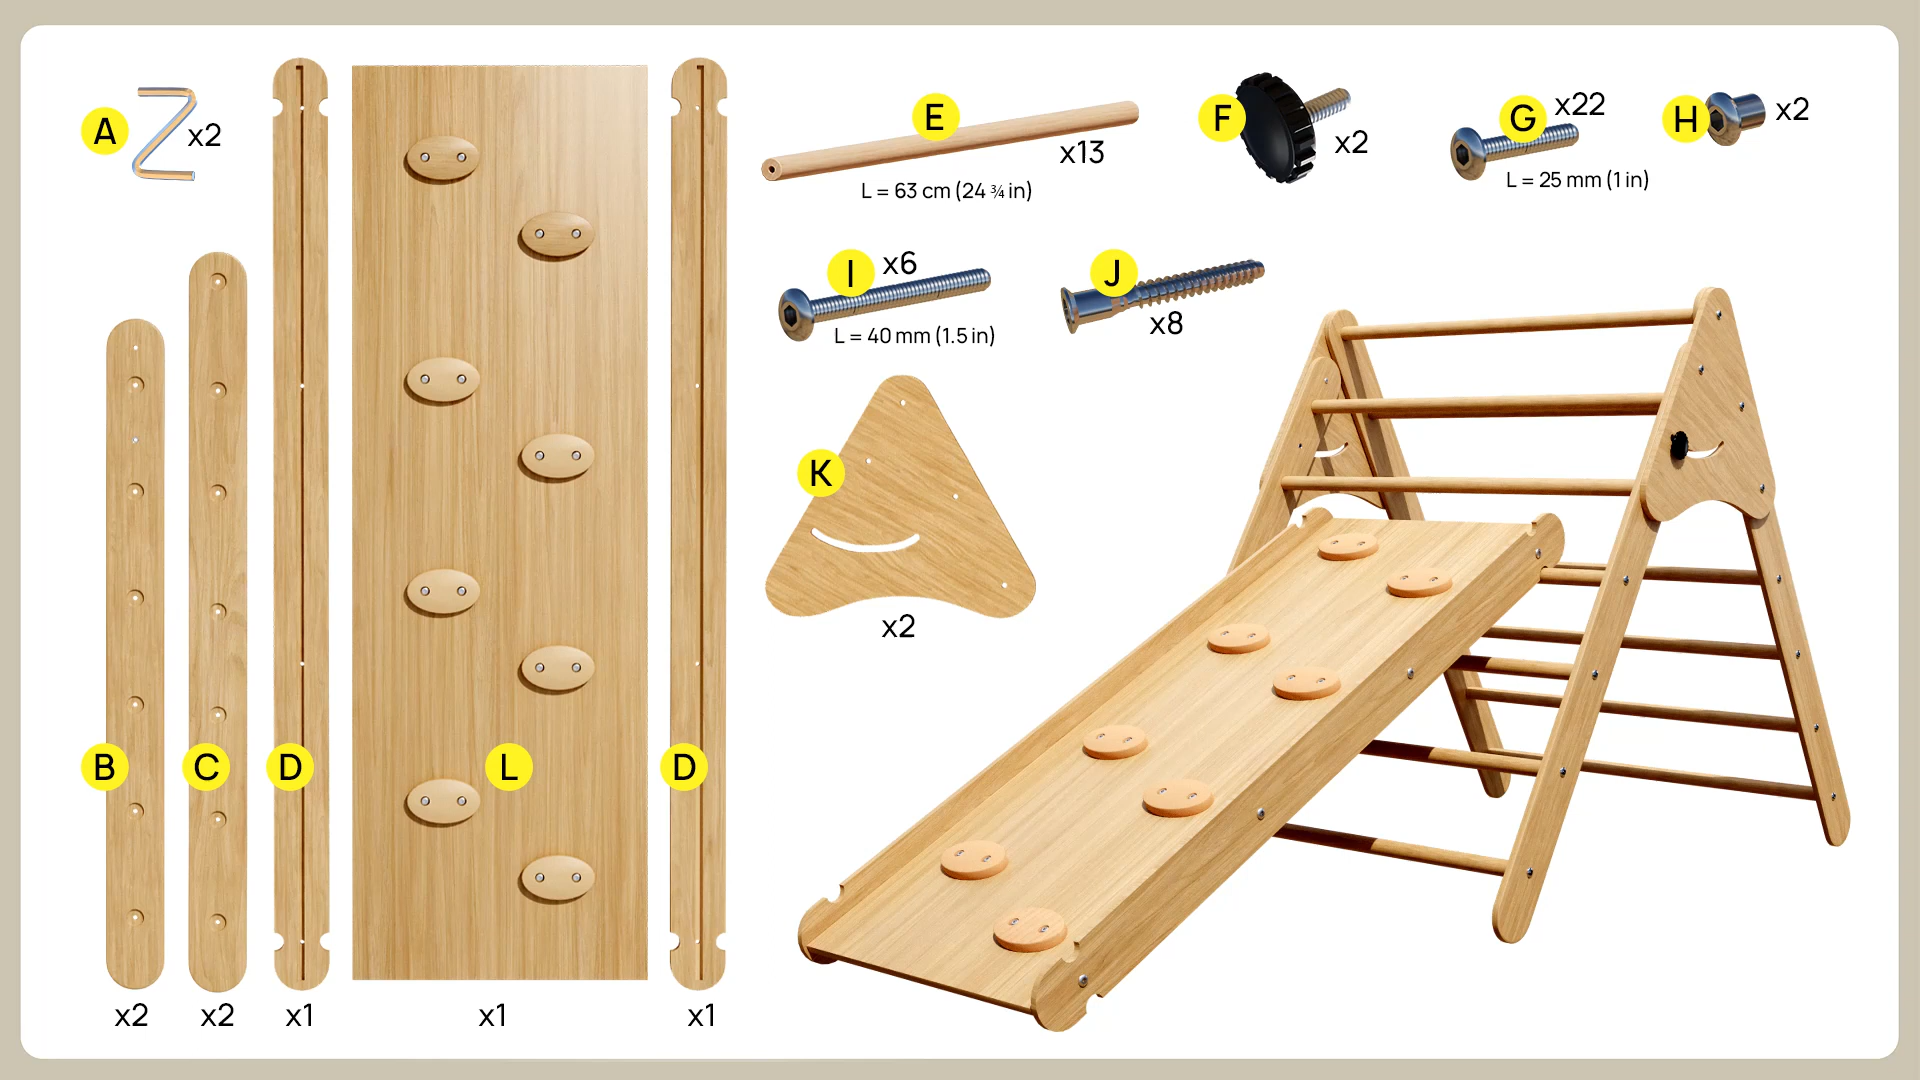 A
x2
E
x13
L = 63 cm (24 ¾ in)
F
x2
G
x22
L = 25 mm (1 in)
H
x2
I
x6
L = 40 mm (1.5 in)
J
x8
K
x2
B
C
D
L
D
x2
x2
x1
x1
x1